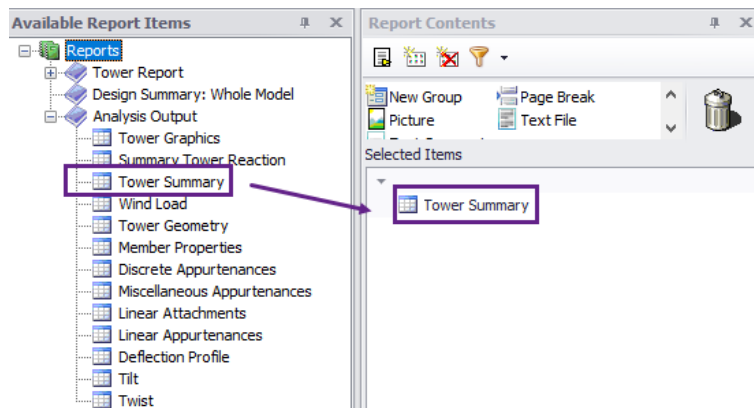 Available Report Items
Reports
Tower Report
Design Summary: Whole Model
Analysis Output
Tower Graphics
Summary Tower Reaction
Tower Summary
Wind Load
Tower Geometry
Member Properties
Discrete Appurtenances
Miscellaneous Appurtenances
Linear Attachments
Linear Appurtenances
Deflection Profile
Tilt
Twist
Report Contents
New Group
Page Break
Picture
Text File
Selected Items
Tower Summary